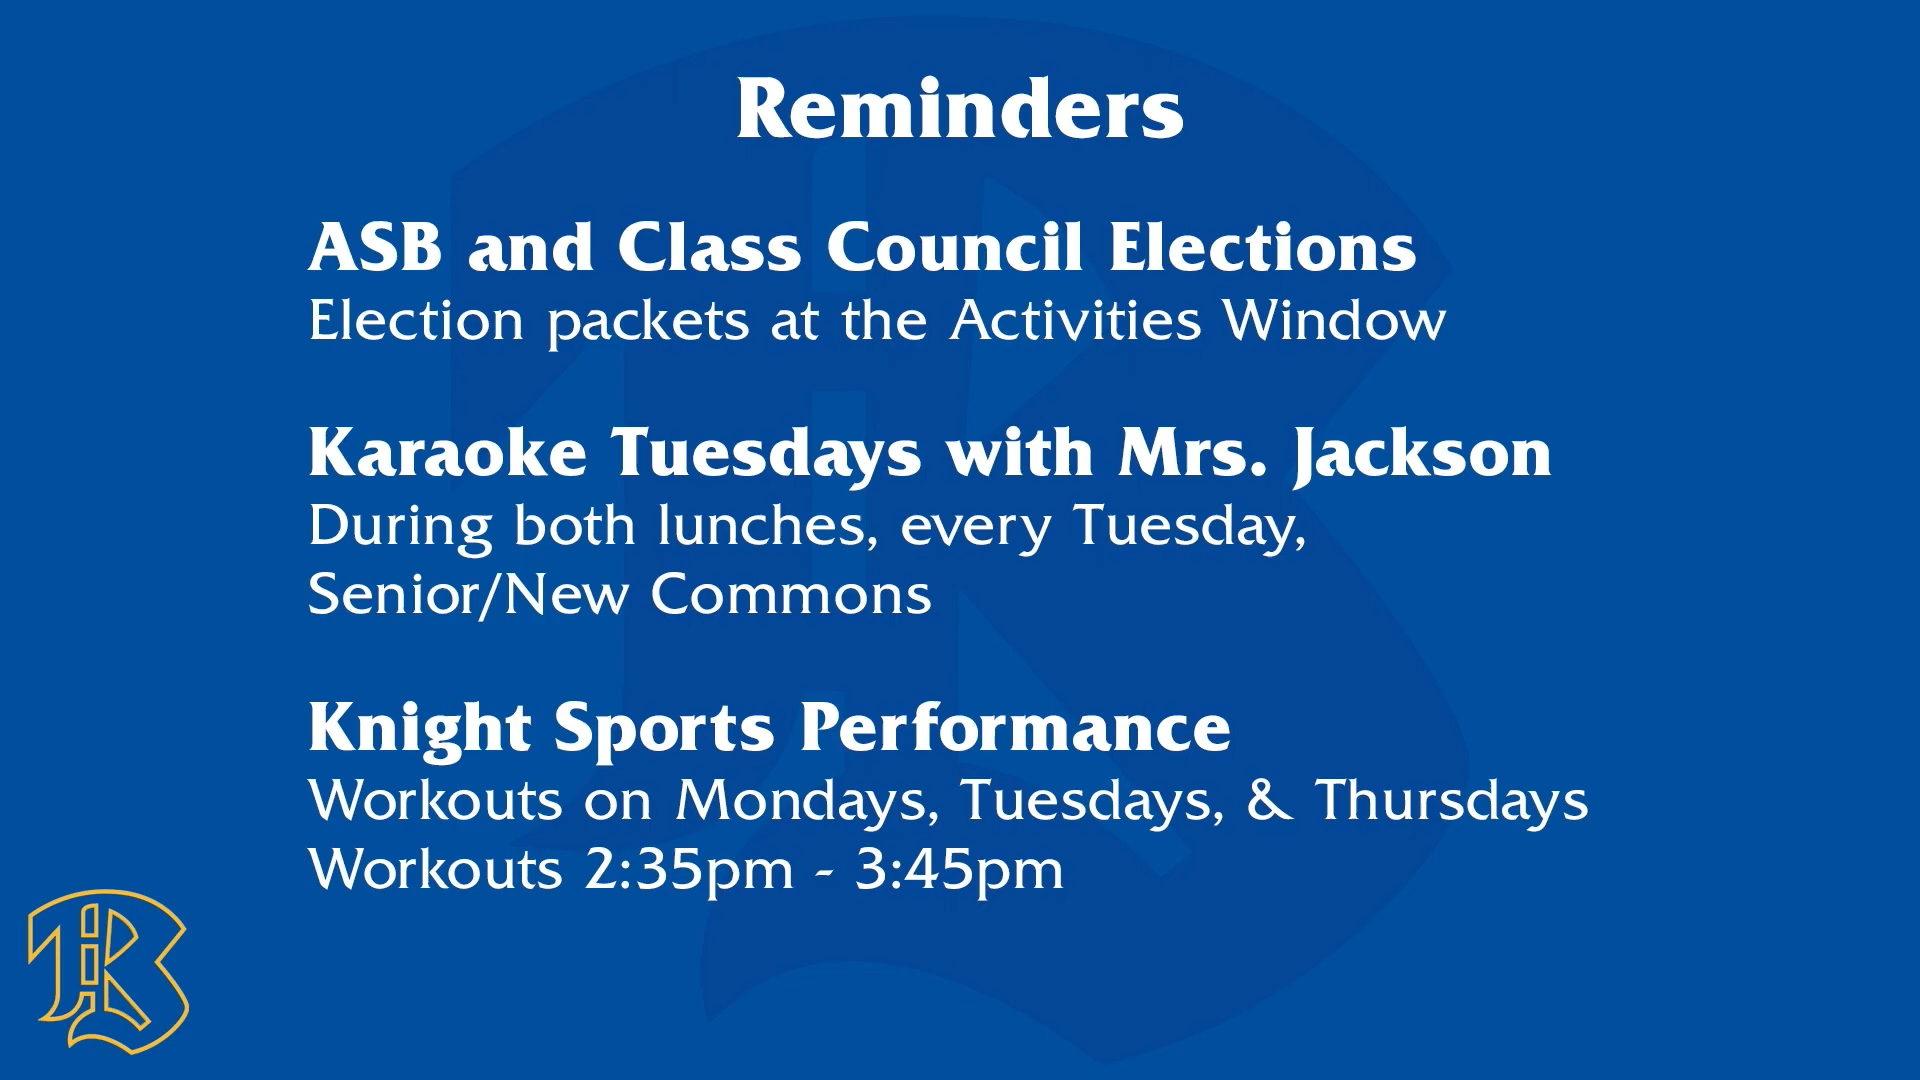 Reminders
ASB and Class Council Elections
Election packets at the Activities Window
Karaoke Tuesdays with Mrs. Jackson
During both lunches, every Tuesday,
Senior/New Commons
Knight Sports Performance
Workouts on Mondays, Tuesdays, & Thursdays
Workouts 2:35pm - 3:45pm
B